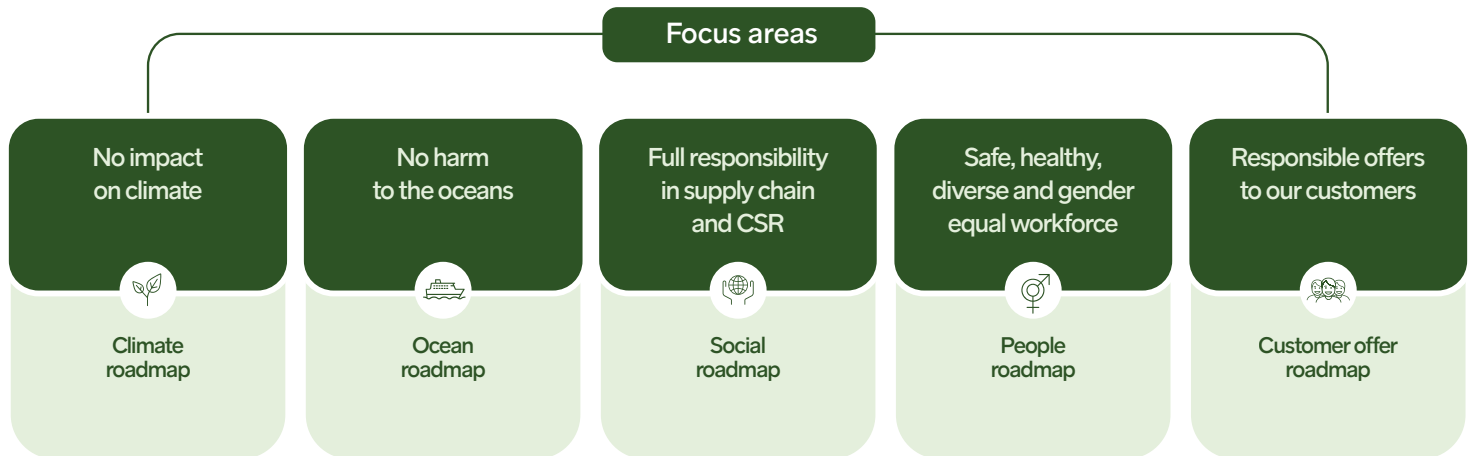 Focus areas
No impact
on climate
No harm
to the oceans
Full responsibility
in supply chain
and CSR
Safe, healthy,
diverse and gender
equal workforce
Responsible offers
to our customers
Climate
roadmap
Ocean
roadmap
Social
roadmap
People
roadmap
Customer offer
roadmap